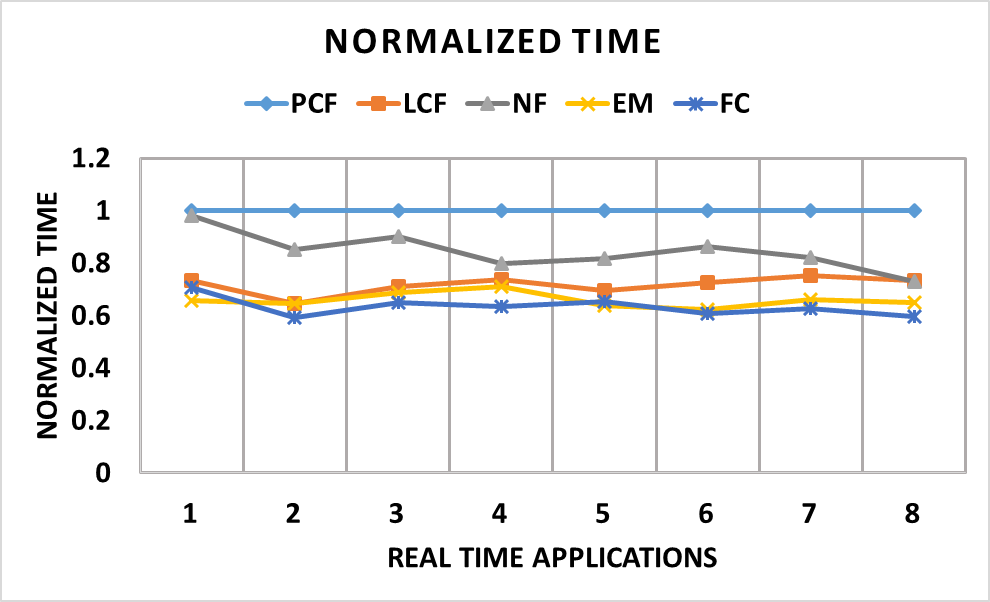 NORMALIZED TIME
PCF LCF NF EM FC
NORMALIZED TIME
1.2
1
0.8
0.6
0.4
0.2
0
1 2 3 4 5 6 7 8
REAL TIME APPLICATIONS